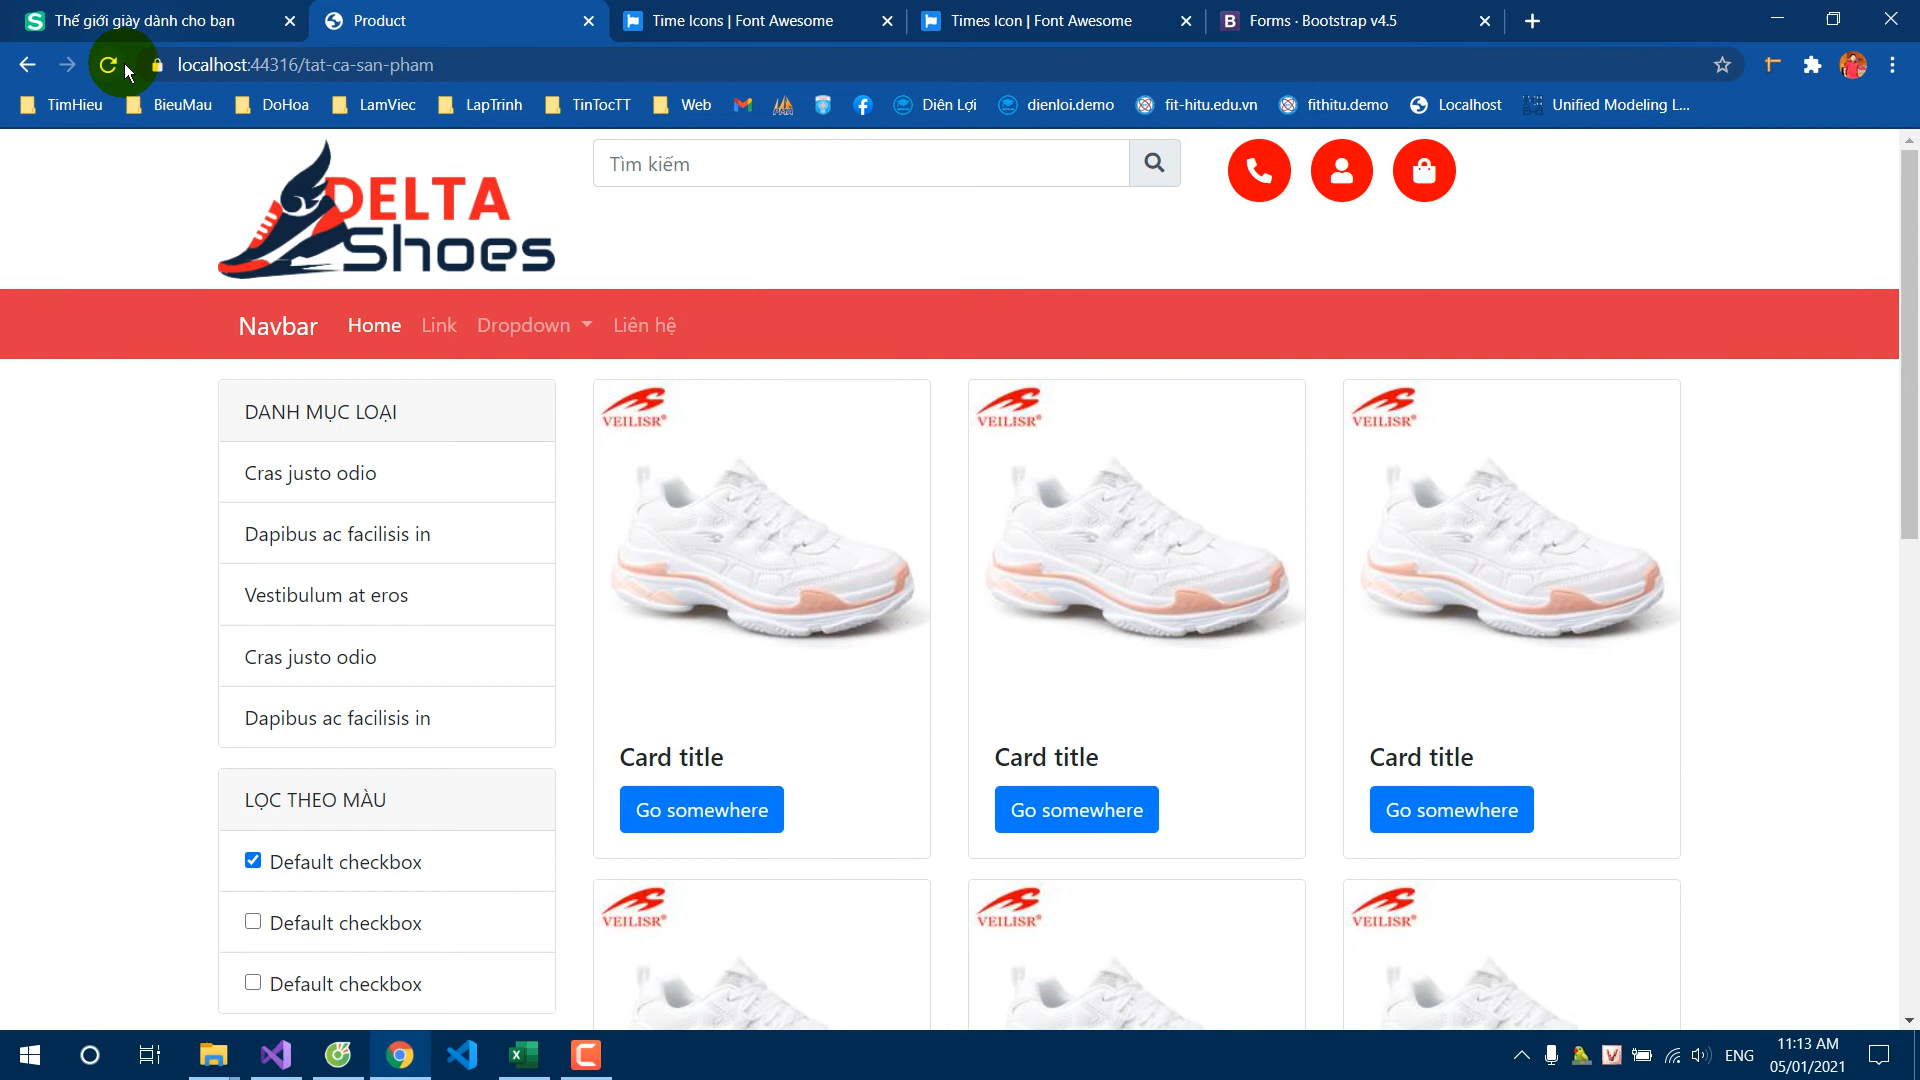 Thế giới giày dành cho bạn
Product
Time Icons | Font Awesome
Times Icon | Font Awesome
Forms · Bootstrap v4.5
localhost:44316/tat-ca-san-pham
TimHieu
BieuMau
DoHoa
LamViec
LapTrinh
TinTocTT
Web
Diên Lợi
dienloi.demo
fit-hitu.edu.vn
fithitu.demo
Localhost
Unified Modeling L...
DELTA
Shoes
Tìm kiếm
Navbar
Home
Link
Dropdown
Liên hệ
DANH MỤC LOẠI
Cras justo odio
Dapibus ac facilisis in
Vestibulum at eros
Cras justo odio
Dapibus ac facilisis in
LỌC THEO MÀU
Default checkbox
Default checkbox
Default checkbox
VEILISR®
VEILISR®
VEILISR®
Card title
Card title
Card title
Go somewhere
Go somewhere
Go somewhere
VEILISR®
VEILISR®
VEILISR®
ENG
11:13 AM
05/01/2021